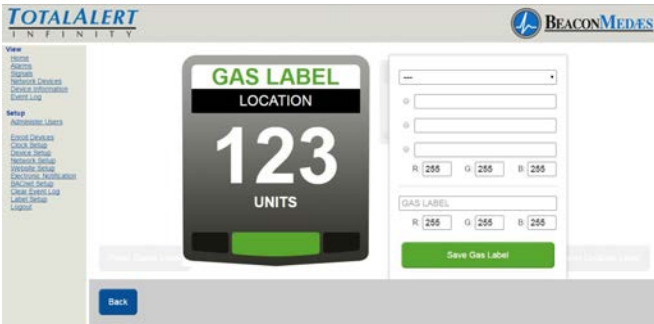 TOTALALERT
INFINITY
BEACONMEDÆS
View
Home
Alarms
Signals
Network Devices
Device Information
Event Log
Setup
Administer Users
Enroll Devices
Clock Setup
Device Setup
Network Setup
Website Setup
Electronic Notification
BACnet Setup
Clear Event Log
Label Setup
Logout
GAS LABEL
LOCATION
123
UNITS
---
R 255 G 255 B 255
GAS LABEL
R 255 G 255 B 255
Save Gas Label
Back